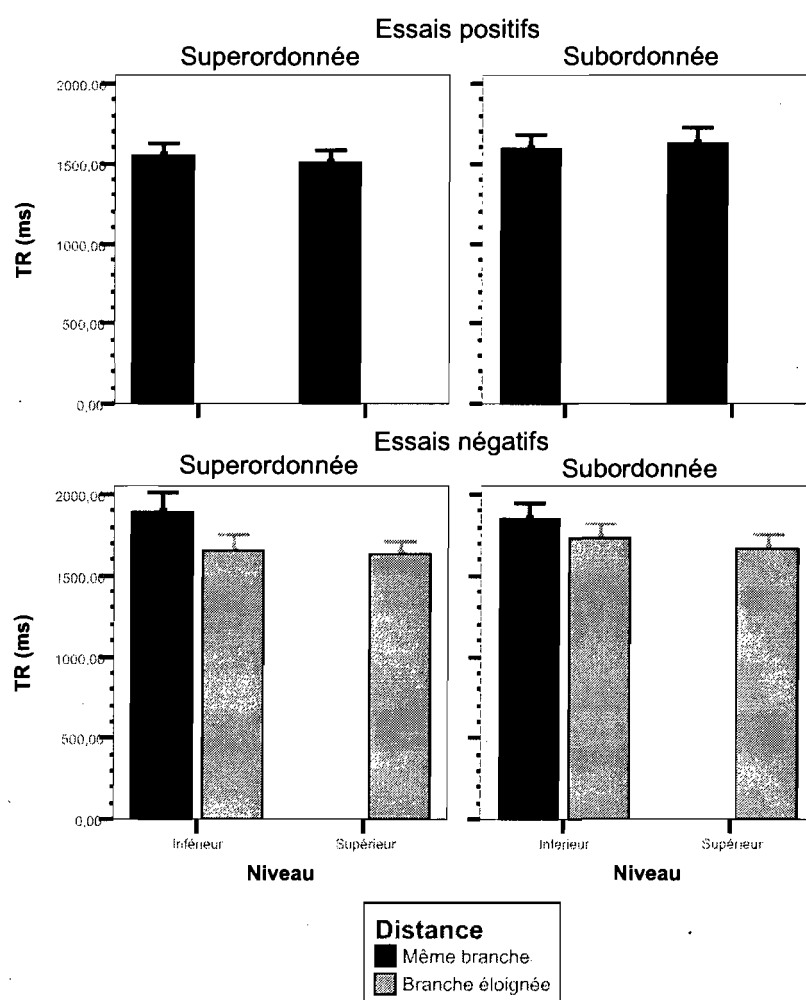 Essais positifs
Superordonnée Subordonnée
2000,00
1500,00
1000,00
500,00
0,00
TR (ms)
Essais négatifs
Superordonnée Subordonnée
2000,00
1500,00
1000,00
500,00
0,00
TR (ms)
Inférieur Supérieur Inférieur Supérieur
Niveau Niveau
Distance
Même branche
Branche éloignée